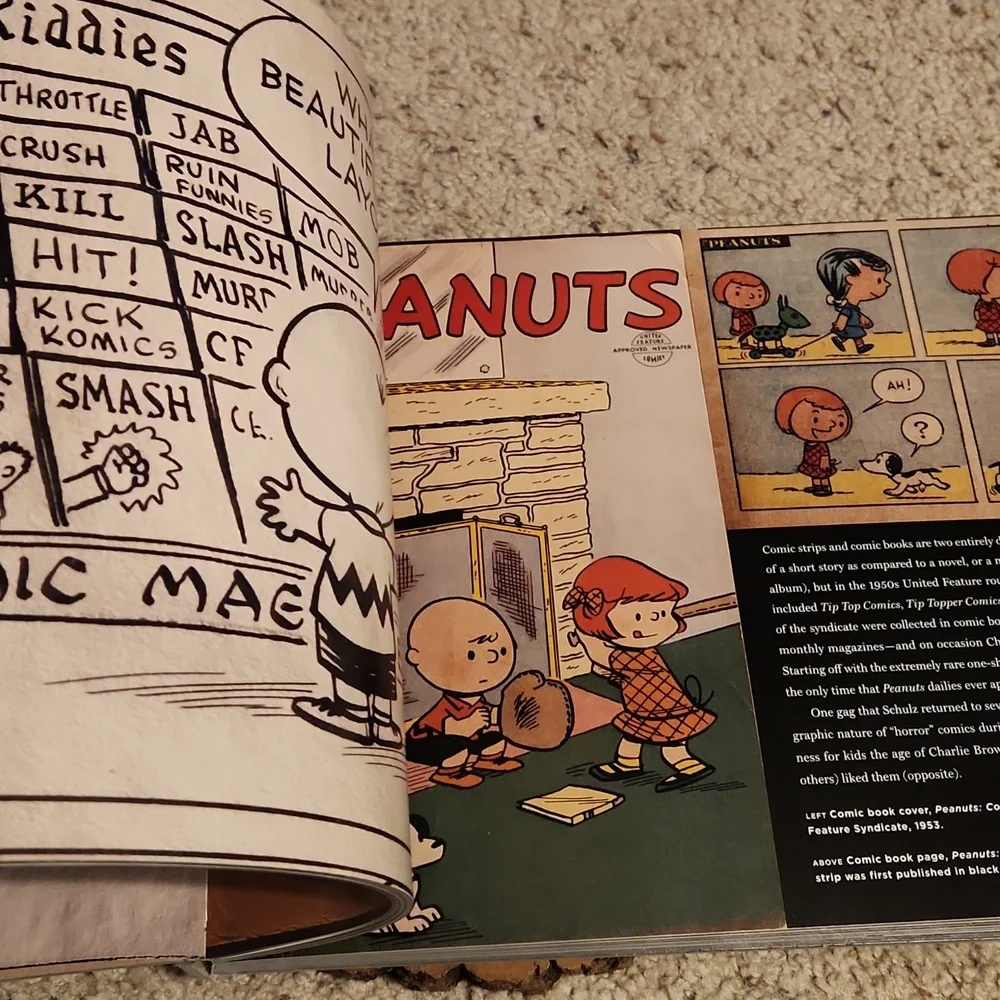 Kiddies
THROTTLE
CRUSH
KILL
HIT!
KICK
KOMICS
SMASH
JAB
RUIN
FUNNIES
SLASH
MOB
BEAUTIF
LAYO
MAG
PEANUTS
UNITED
FEATURE
APPROVED NEWSPAPER
COMICS
PEANUTS
AH!
?
Comic strips and comic books are two entirely d
of a short story as compared to a novel, or a
album), but in the 1950s United Feature
included Tip Top Comics, Tip Topper Comics
of the syndicate were collected in comic
monthly magazines—and on occasion
Starting off with the extremely rare
the only time that Peanuts dailies ever
One gag that Schulz returned to
graphic nature of "horror" comics
ness for kids the age of Charlie
others) liked them (opposite).
LEFT Comic book cover, Peanuts:
Feature Syndicate, 1953.
ABOVE Comic book page, Peanuts:
strip was first published in black